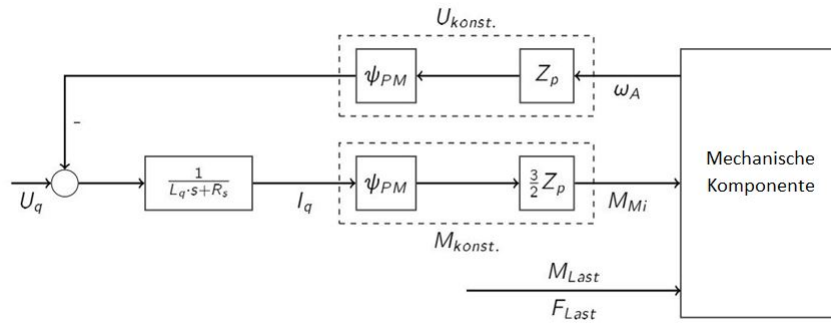 U_konst.
ψ_PM
Z_p
ω_A
-
Mechanische
Komponente
U_q
1
L_q·s+R_s
I_q
ψ_PM
3/2 Z_p
M_Mi
M_konst.
M_Last
F_Last